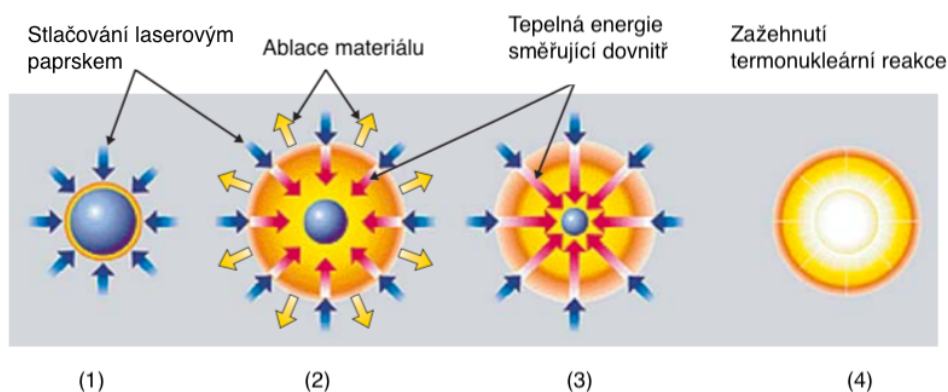 Stlačování laserovým
paprskem
Ablace materiálu
Tepelná energie
směřující dovnitř
Zažehnutí
termonukleární reakce
(1)
(2)
(3)
(4)